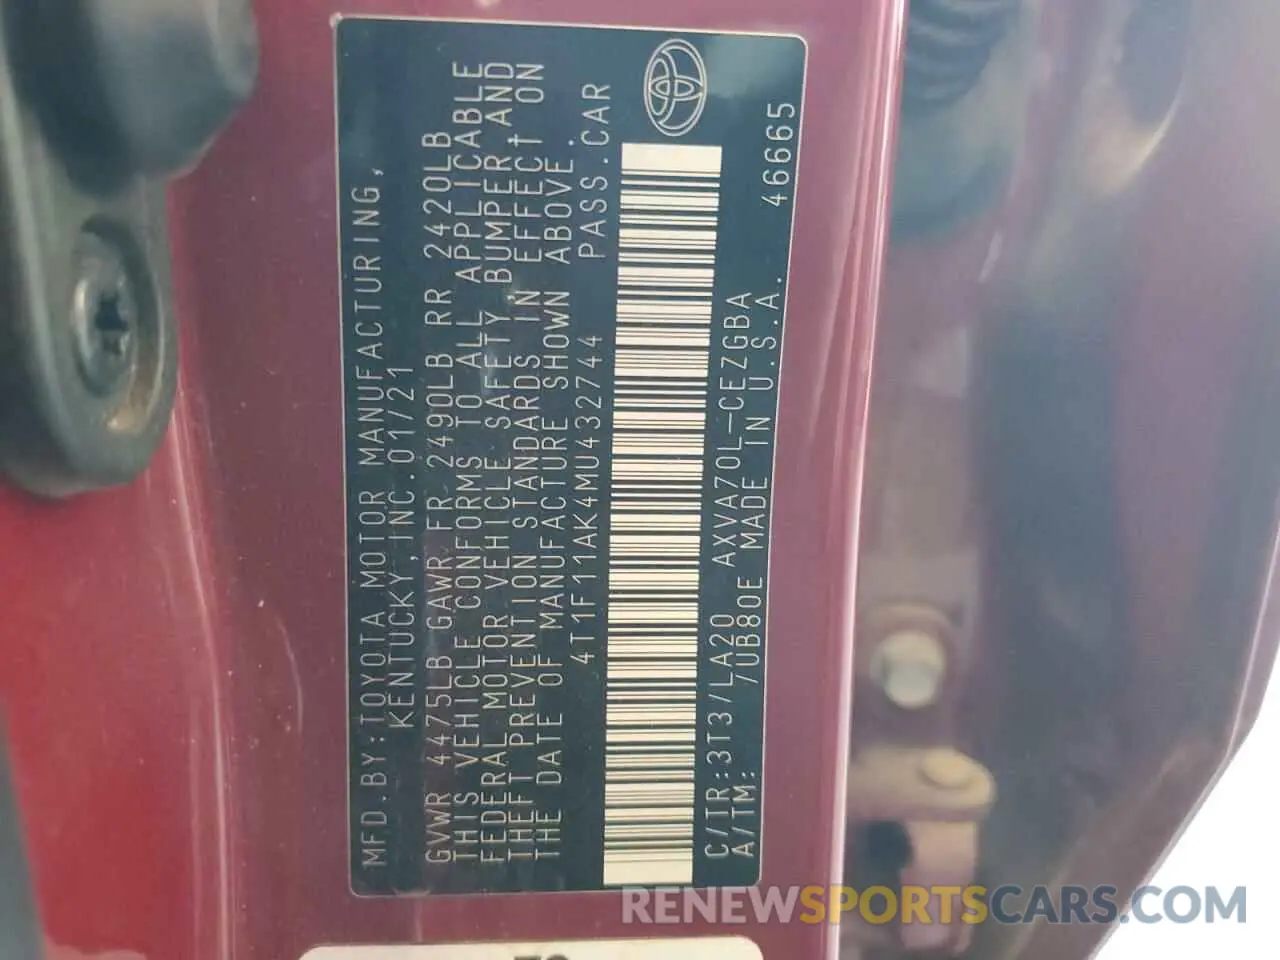 MFD.BY:TOYOTA MOTOR MANUFACTURING,
KENTUCKY,INC.01/21
GVWR 4475LB GAWR FR 2490LB RR 2420LB
THIS VEHICLE CONFORMS TO ALL APPLICABLE
FEDERAL MOTOR VEHICLE SAFETY, BUMPER, AND
THEFT PREVENTION STANDARDS IN EFFECT ON
THE DATE OF MANUFACTURE SHOWN ABOVE.
4T1F11AK4MU432744 PASS.CAR
C/TR:3T3/LA20 AXVA70L-CEZGBA
A/TM: /UB80E MADE IN U.S.A. 46665
RENEWSPORTSCARS.COM